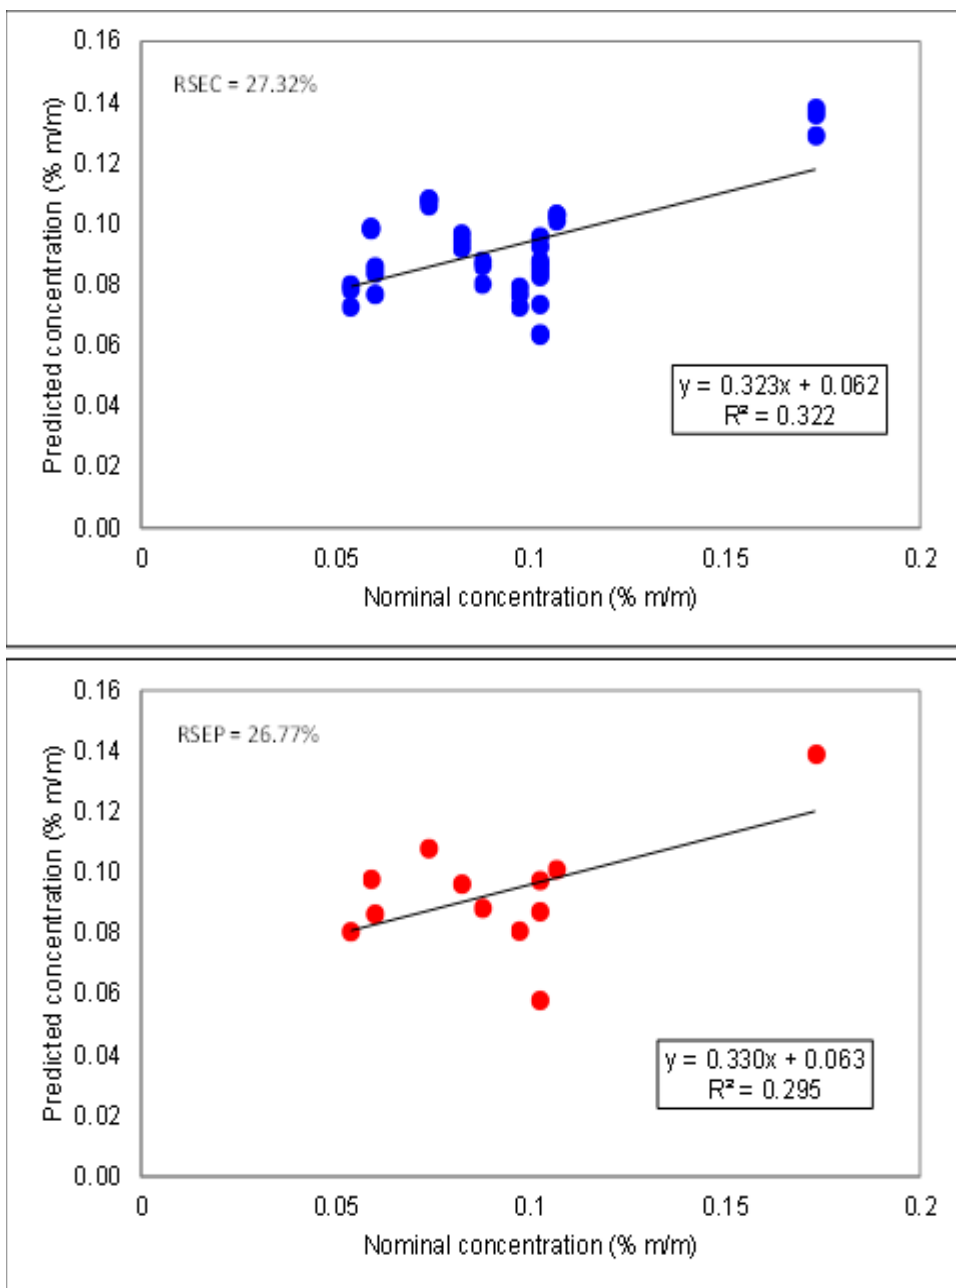 0.16
RSEC = 27.32%
0.14
0.12
0.10
0.08
0.06
0.04
0.02
0.00
Predicted concentration (% m/m)
y = 0.323x + 0.062
R² = 0.322
0 0.05 0.1 0.15 0.2
Nominal concentration (% m/m)
0.16
RSEP = 26.77%
0.14
0.12
0.10
0.08
0.06
0.04
0.02
0.00
Predicted concentration (% m/m)
y = 0.330x + 0.063
R² = 0.295
0 0.05 0.1 0.15 0.2
Nominal concentration (% m/m)